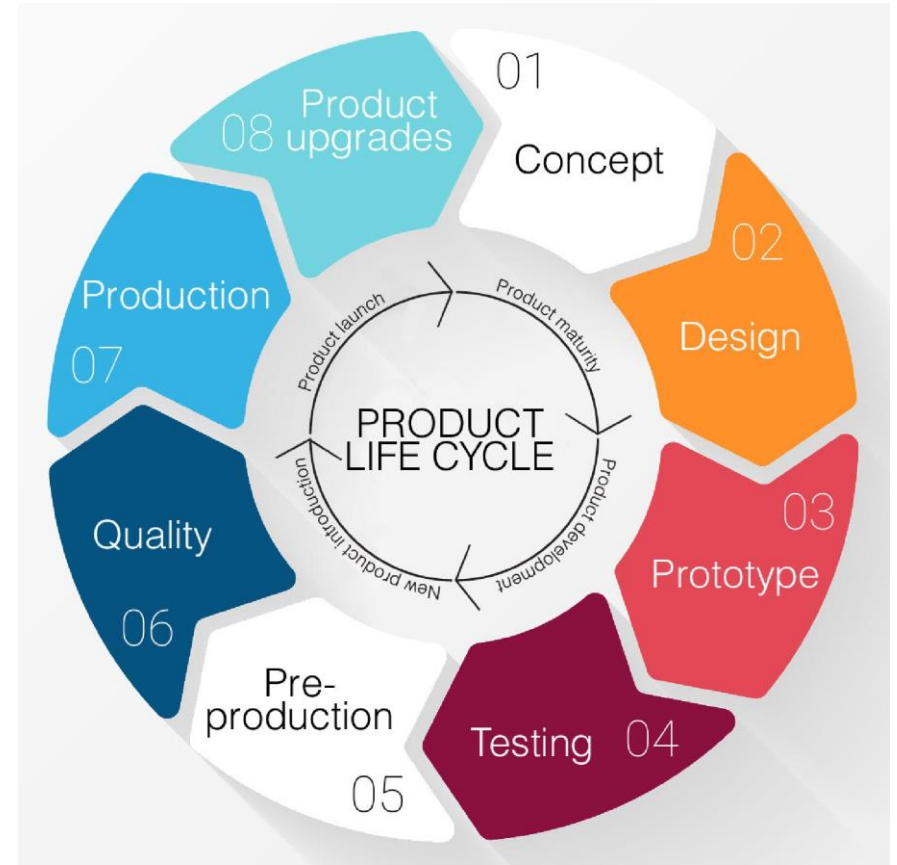 01
Concept
02
Design
03
Prototype
04
Testing
Pre-
production
05
Quality
06
Production
07
08
Product
upgrades
Product launch
Product maturity
Product development
New product introduction
PRODUCT
LIFE CYCLE